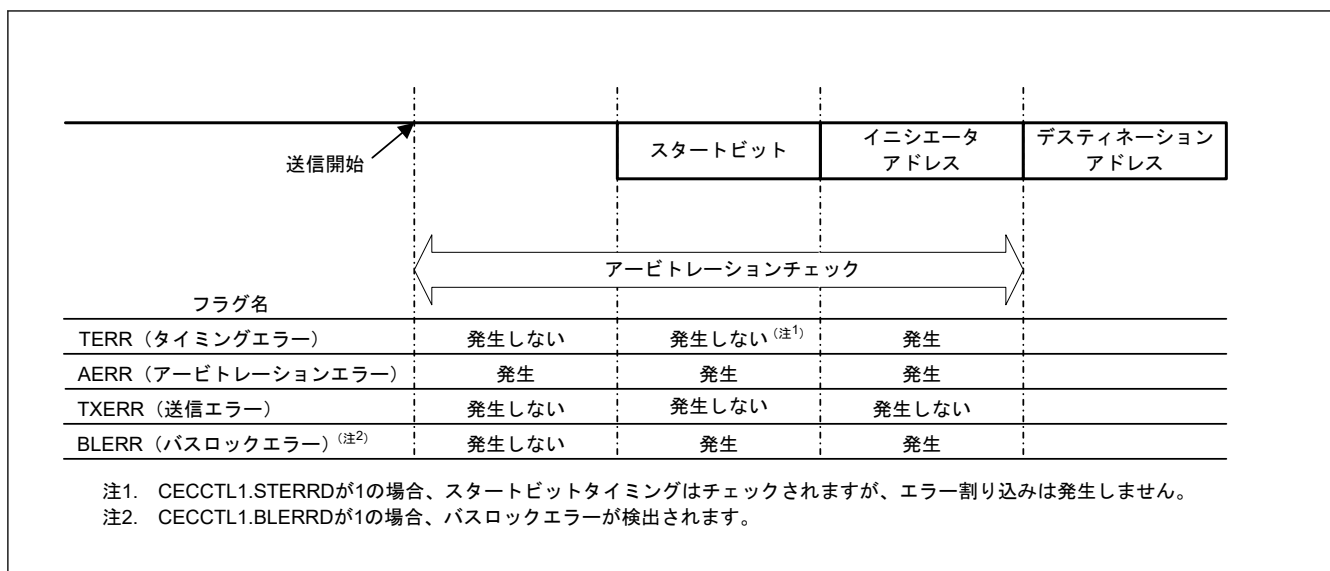 送信開始
スタートビット
イニシエータ
アドレス
デスティネーション
アドレス
アービトレーションチェック
フラグ名
TERR（タイミングエラー） 発生しない 発生しない（注1） 発生
AERR（アービトレーションエラー） 発生 発生 発生
TXERR（送信エラー） 発生しない 発生しない 発生しない
BLERR（バスロックエラー）（注2） 発生しない 発生 発生
注1. CECCTL1.STERRDが1の場合、スタートビットタイミングはチェックされますが、エラー割り込みは発生しません。
注2. CECCTL1.BLERRDが1の場合、バスロックエラーが検出されます。